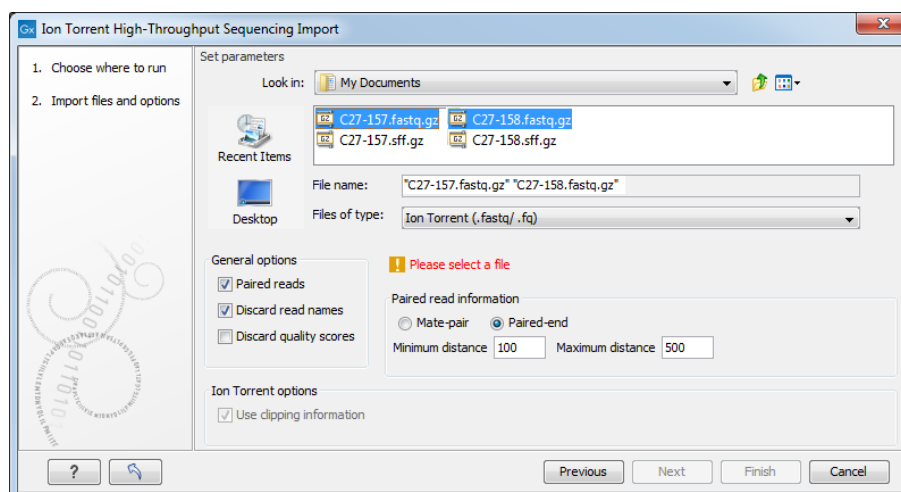 Gx Ion Torrent High-Throughput Sequencing Import
1. Choose where to run
2. Import files and options
Set parameters
Look in: My Documents
Recent Items
Desktop
C27-157.fastq.gz C27-158.fastq.gz
C27-157.sff.gz C27-158.sff.gz
File name: "C27-157.fastq.gz" "C27-158.fastq.gz"
Files of type: Ion Torrent (.fastq/ .fq)
General options
Paired reads
Discard read names
Discard quality scores
Please select a file
Paired read information
Mate-pair Paired-end
Minimum distance 100 Maximum distance 500
Ion Torrent options
Use clipping information
? Previous Next Finish Cancel